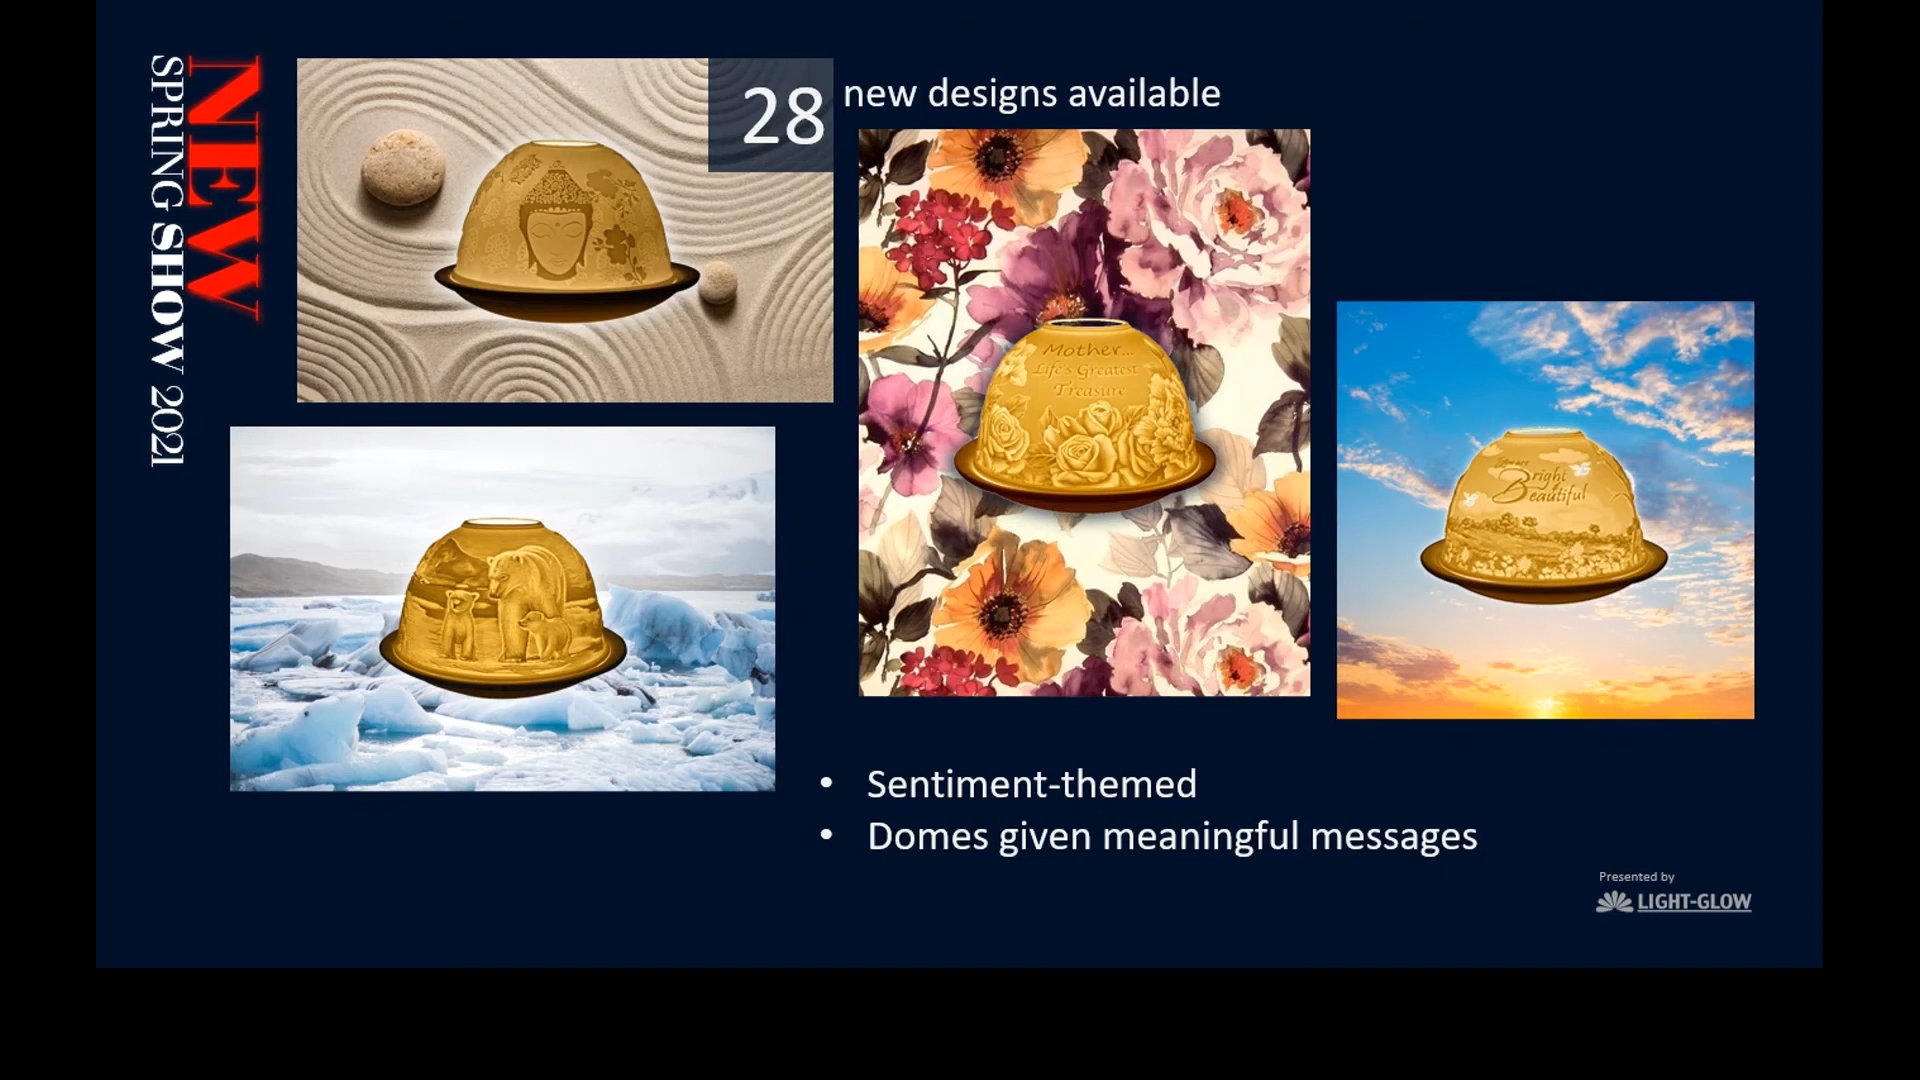 NEW
SPRING SHOW 2021
28 new designs available
Mother...
Life's Greatest
Treasure
Bright
&
Beautiful
• Sentiment-themed
• Domes given meaningful messages
Presented by
LIGHT-GLOW